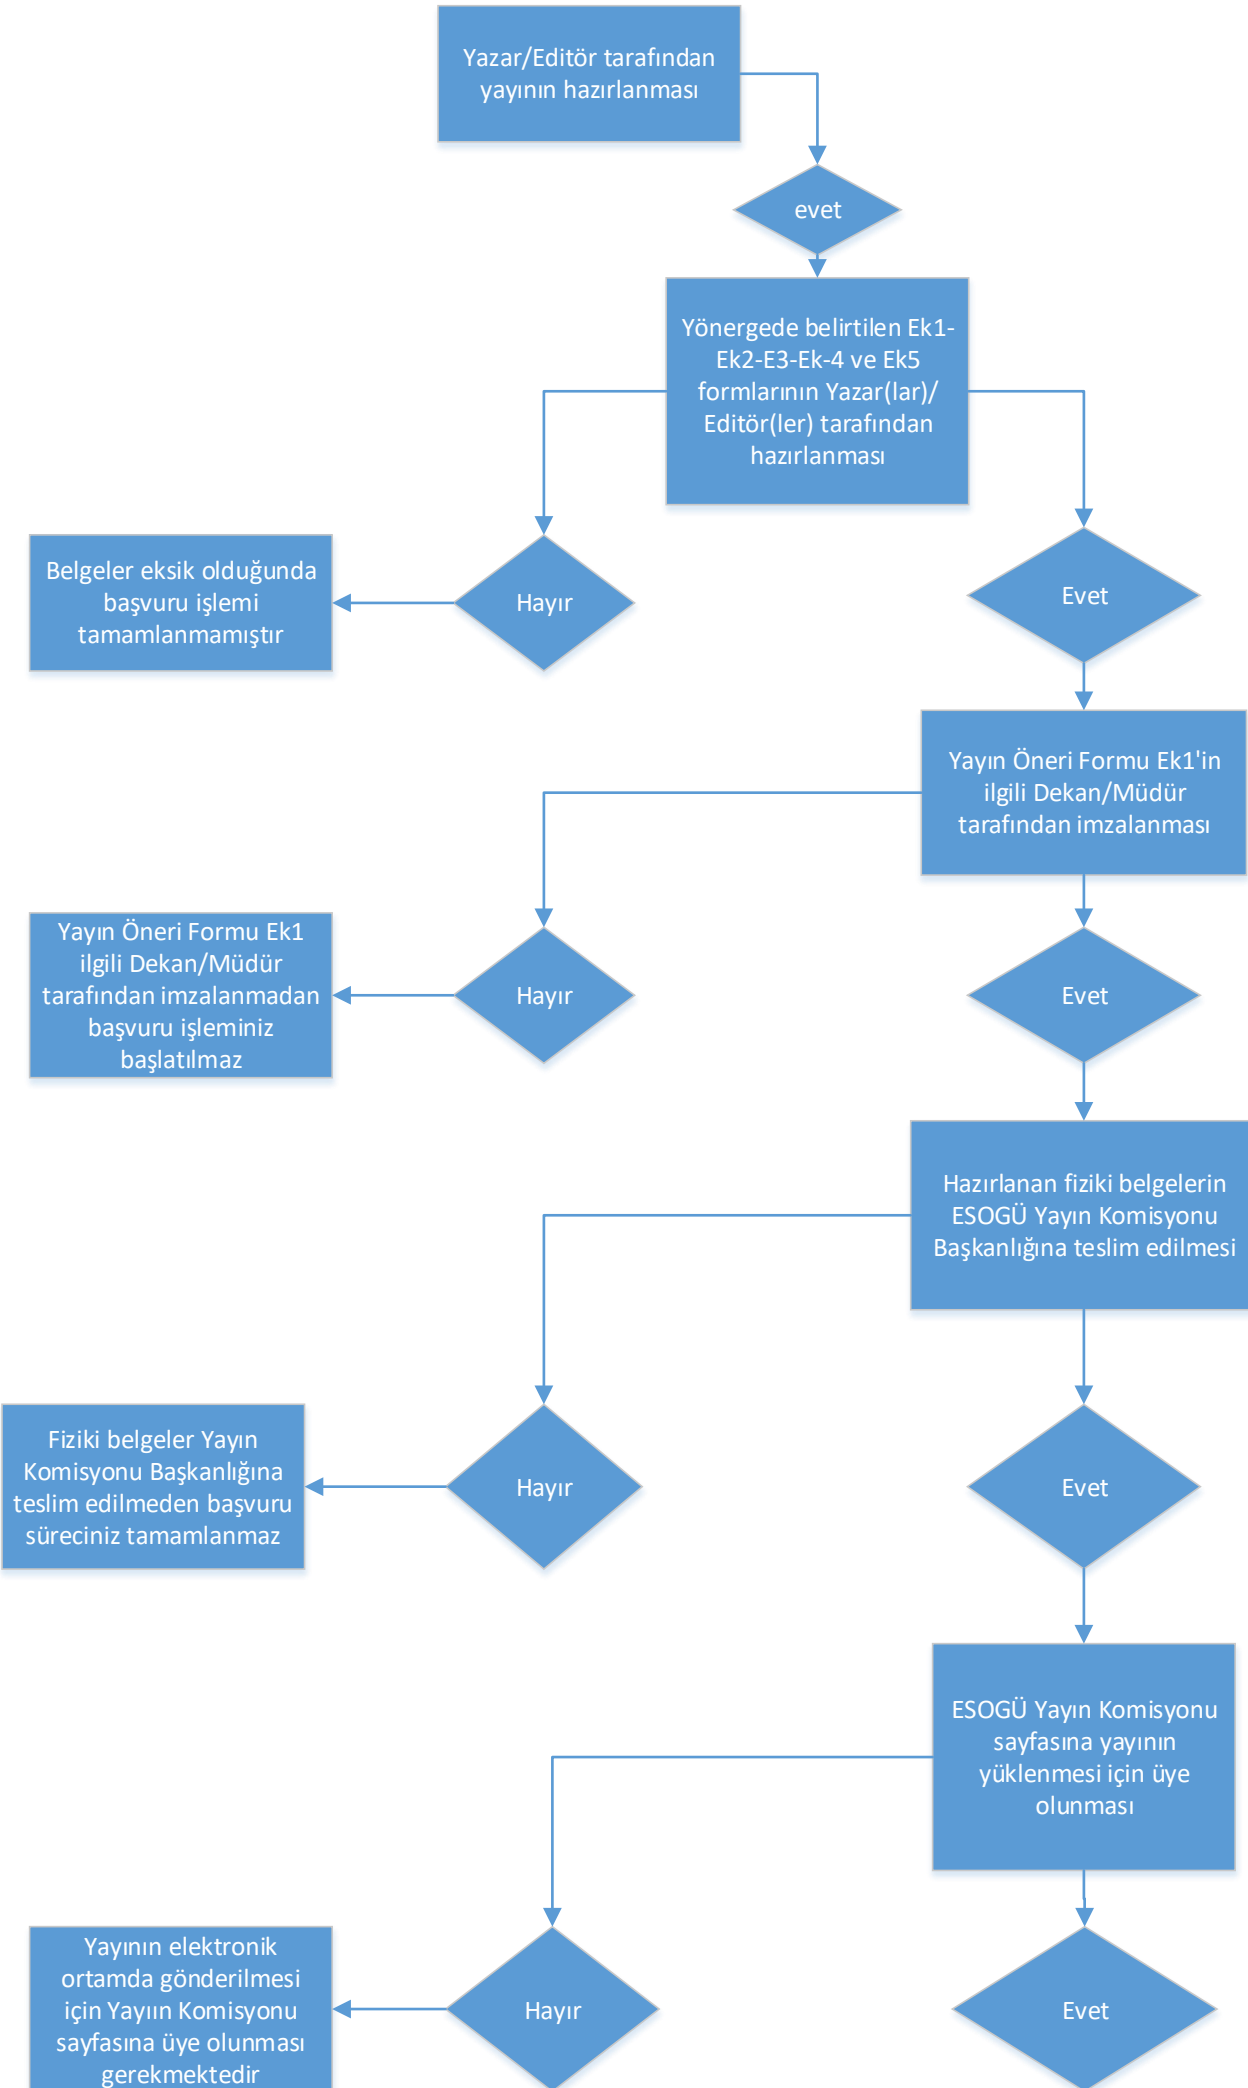 Yazar/Editör tarafından
yayının hazırlanması
evet
Yönergede belirtilen Ek1-
Ek2-E3-Ek-4 ve Ek5
formlarının Yazar(lar)/
Editör(ler) tarafından
hazırlanması
Belgeler eksik olduğunda
başvuru işlemi
tamamlanmamıştır
Hayır
Evet
Yayın Öneri Formu Ek1'in
ilgili Dekan/Müdür
tarafından imzalanması
Yayın Öneri Formu Ek1
ilgili Dekan/Müdür
tarafından imzalanmadan
başvuru işleminiz
başlatılmaz
Hayır
Evet
Hazırlanan fiziki belgelerin
ESOGÜ Yayın Komisyonu
Başkanlığına teslim edilmesi
Fiziki belgeler Yayın
Komisyonu Başkanlığına
teslim edilmeden başvuru
süreciniz tamamlanmaz
Hayır
Evet
ESOGÜ Yayın Komisyonu
sayfasına yayının
yüklenmesi için üye
olunması
Yayının elektronik
ortamda gönderilmesi
için Yayıın Komisyonu
sayfasına üye olunması
gerekmektedir
Hayır
Evet